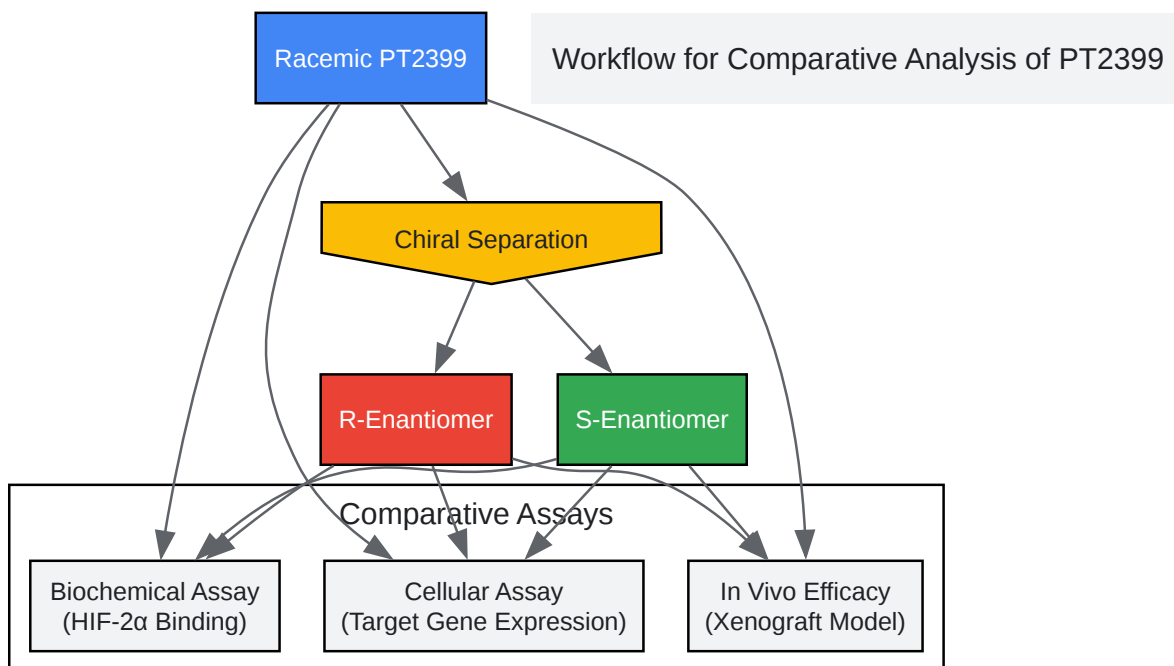 Racemic PT2399
Workflow for Comparative Analysis of PT2399
Chiral Separation
R-Enantiomer
S-Enantiomer
Comparative Assays
Biochemical Assay
(HIF-2α Binding)
Cellular Assay
(Target Gene Expression)
In Vivo Efficacy
(Xenograft Model)